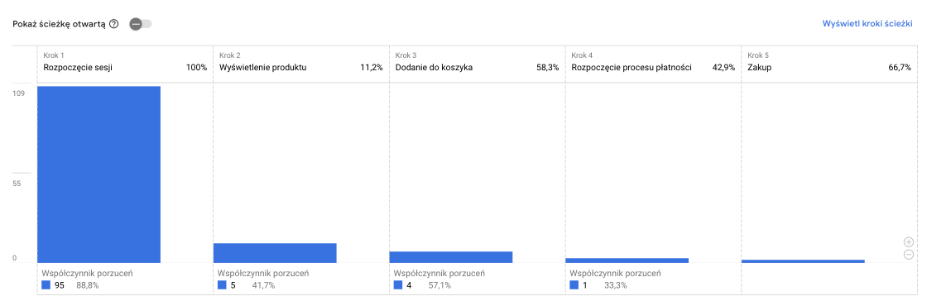 Pokaż ścieżkę otwartą
Wyświetl kroki ścieżki
Krok 1
Rozpoczęcie sesji 100%
Krok 2
Wyświetlenie produktu 11,2%
Krok 3
Dodanie do koszyka 58,3%
Krok 4
Rozpoczęcie procesu płatności 42,9%
Krok 5
Zakup 66,7%
109
55
0
Współczynnik porzuceń
95 88,8%
Współczynnik porzuceń
5 41,7%
Współczynnik porzuceń
4 57,1%
Współczynnik porzuceń
1 33,3%